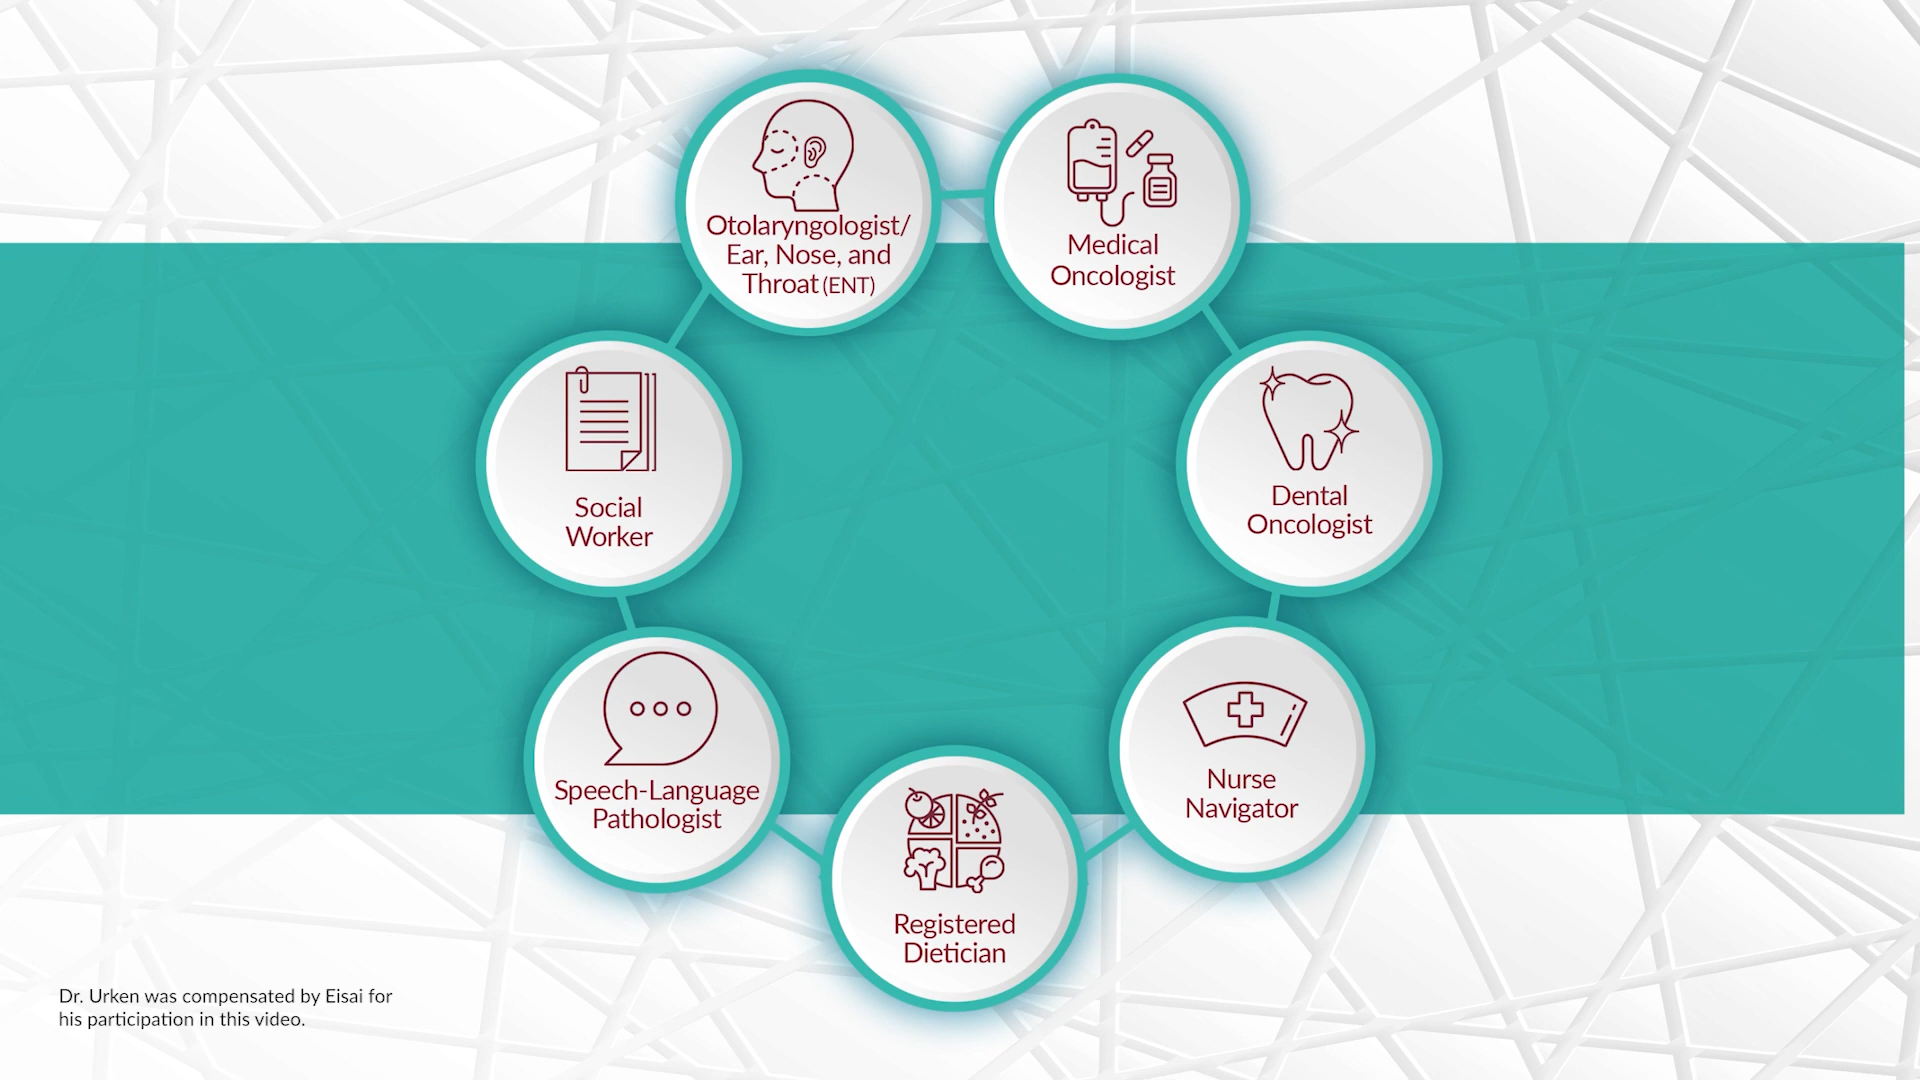 Otolaryngologist/
Ear, Nose, and
Throat (ENT)
Medical
Oncologist
Social
Worker
Dental
Oncologist
Speech-Language
Pathologist
Nurse
Navigator
Registered
Dietician
Dr. Urken was compensated by Eisai for
his participation in this video.